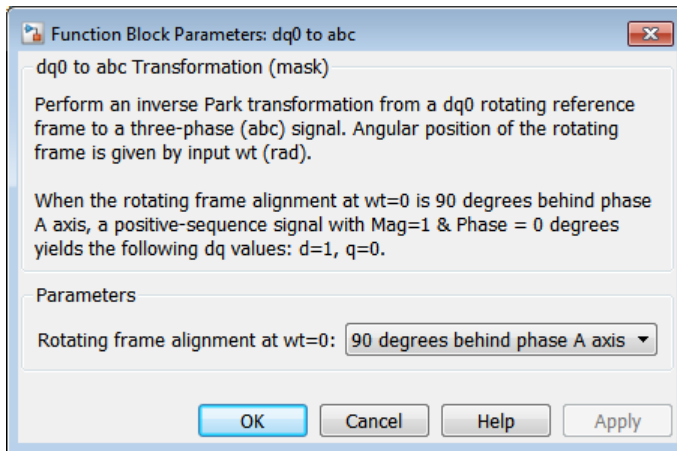 Function Block Parameters: dq0 to abc
dq0 to abc Transformation (mask)
Perform an inverse Park transformation from a dq0 rotating reference
frame to a three-phase (abc) signal. Angular position of the rotating
frame is given by input wt (rad).
When the rotating frame alignment at wt=0 is 90 degrees behind phase
A axis, a positive-sequence signal with Mag=1 & Phase = 0 degrees
yields the following dq values: d=1, q=0.
Parameters
Rotating frame alignment at wt=0: 90 degrees behind phase A axis
OK Cancel Help Apply